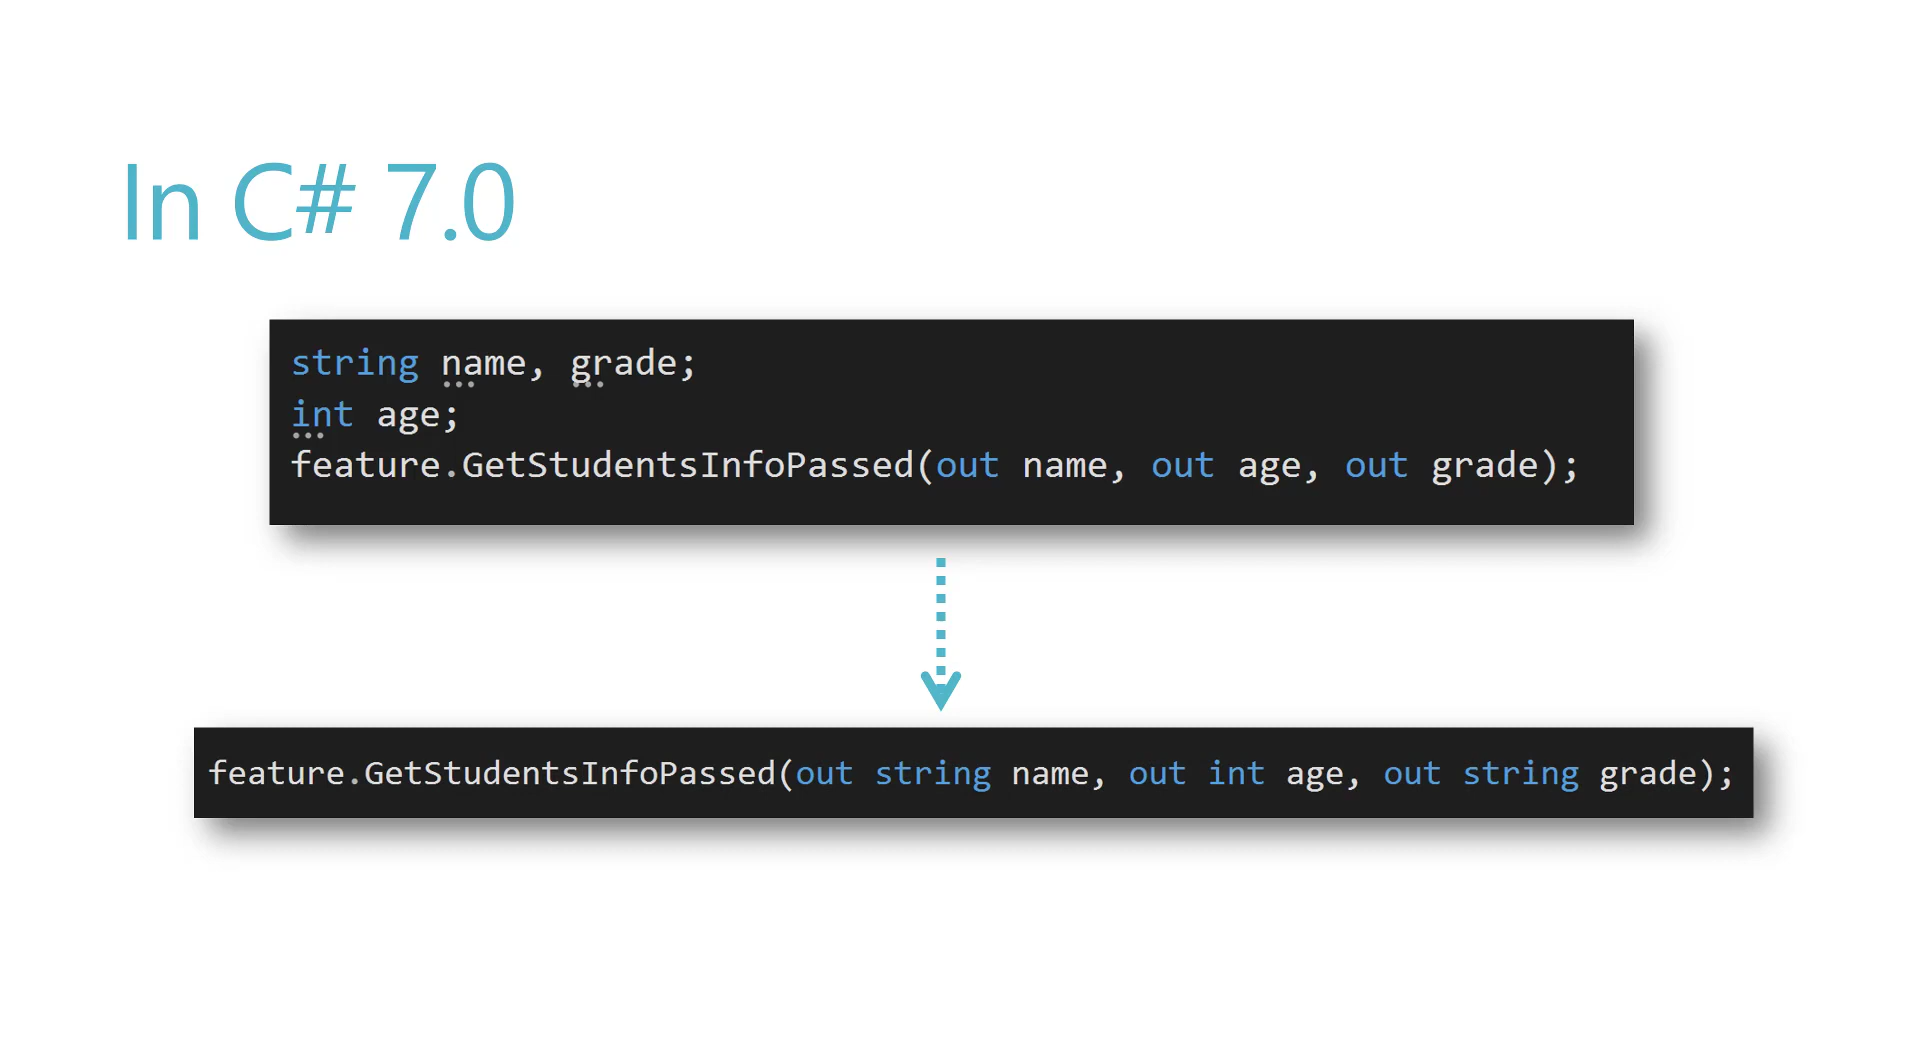 In C# 7.0
string name, grade;
int age;
feature.GetStudentsInfoPassed(out name, out age, out grade);
feature.GetStudentsInfoPassed(out string name, out int age, out string grade);